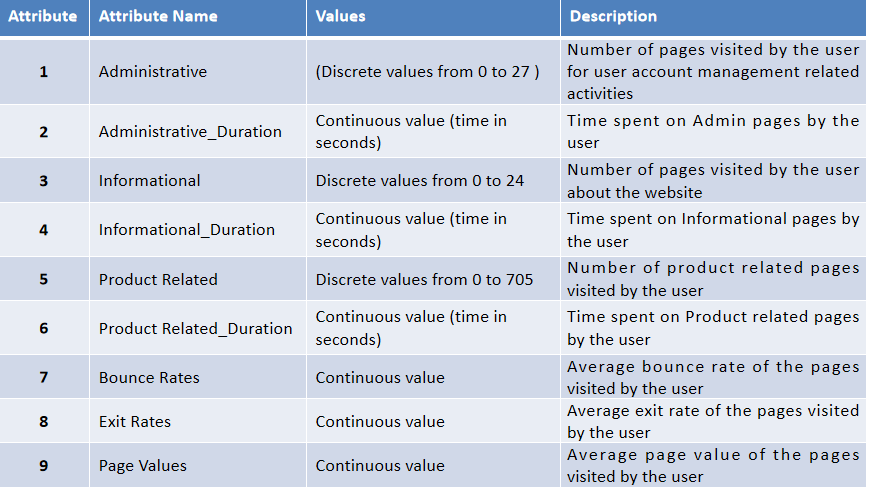 Attribute Attribute Name Values Description
1 Administrative (Discrete values from 0 to 27 ) Number of pages visited by the user
for user account management related
activities
2 Administrative_Duration Continuous value (time in
seconds) Time spent on Admin pages by the
user
3 Informational Discrete values from 0 to 24 Number of pages visited by the user
about the website
4 Informational_Duration Continuous value (time in
seconds) Time spent on Informational pages by
the user
5 Product Related Discrete values from 0 to 705 Number of product related pages
visited by the user
6 Product Related_Duration Continuous value (time in
seconds) Time spent on Product related pages
by the user
7 Bounce Rates Continuous value Average bounce rate of the pages
visited by the user
8 Exit Rates Continuous value Average exit rate of the pages visited
by the user
9 Page Values Continuous value Average page value of the pages
visited by the user